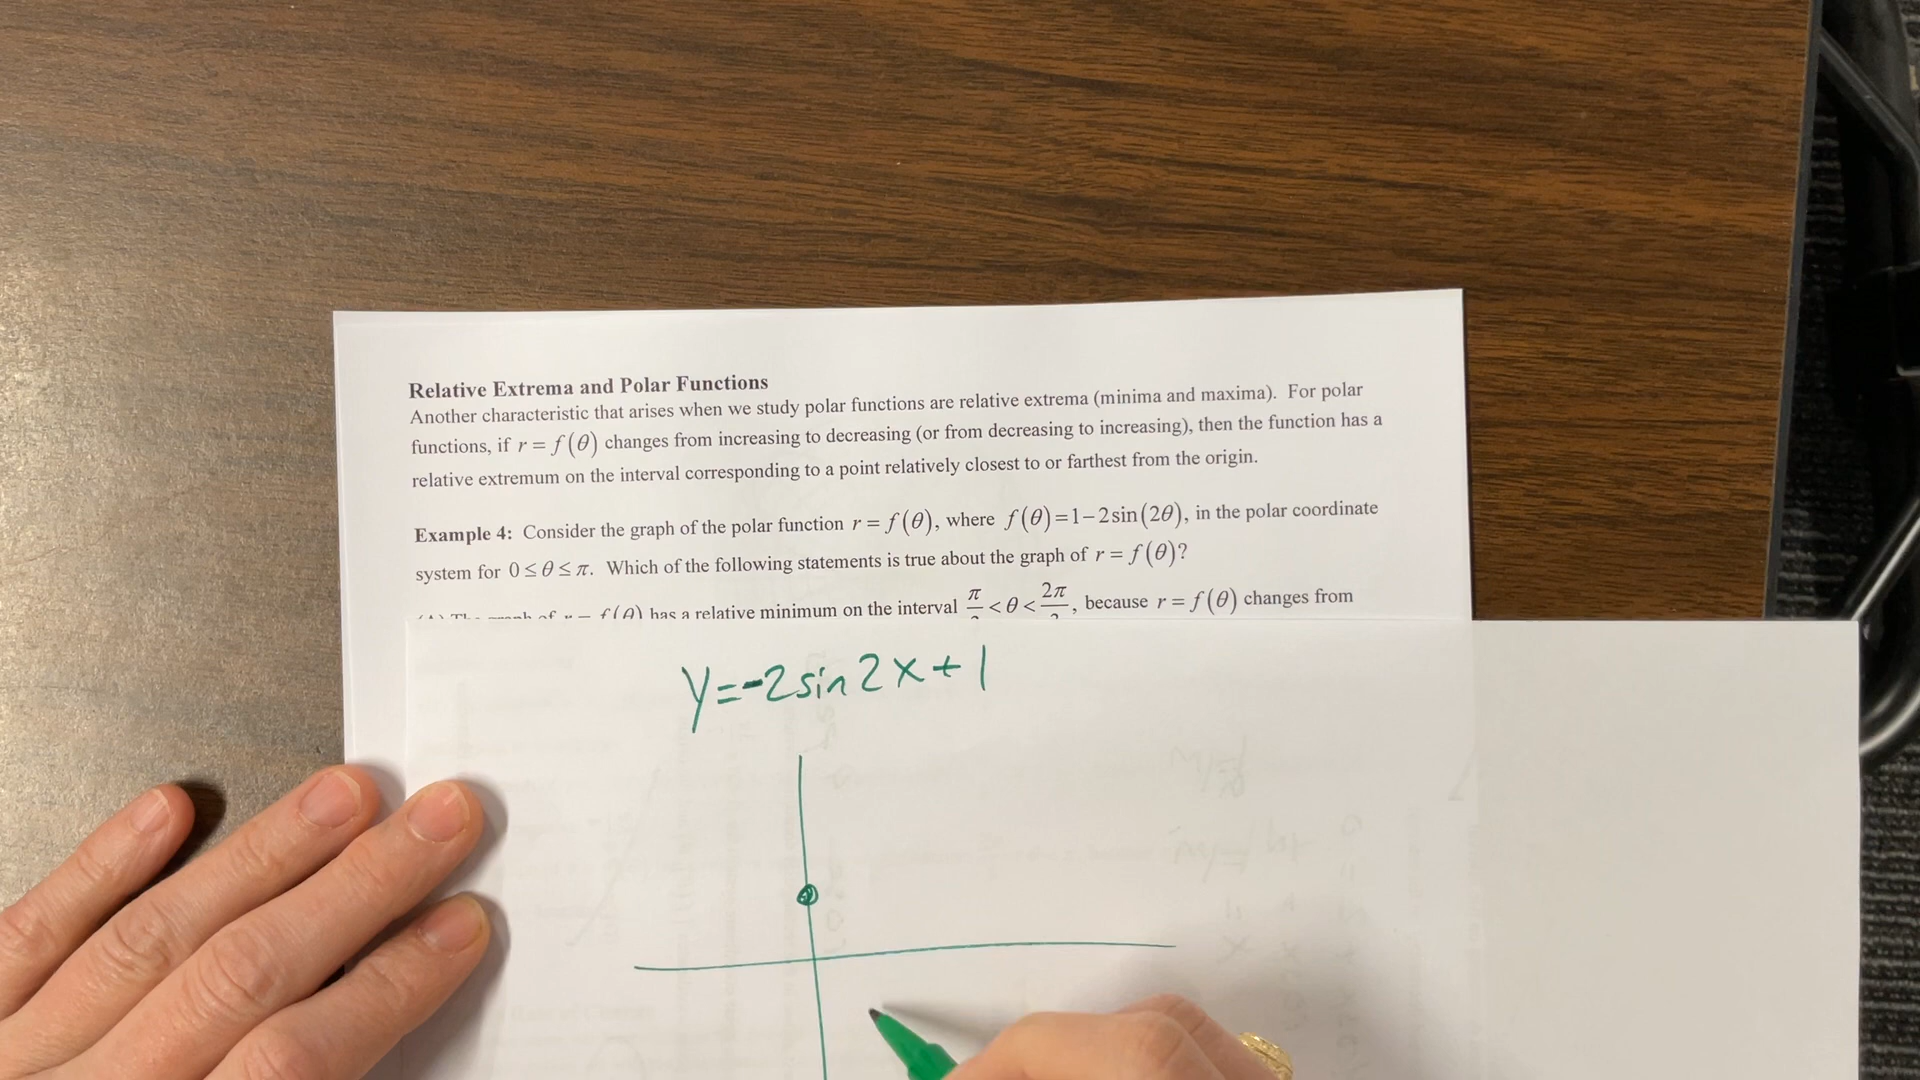 Relative Extrema and Polar Functions
Another characteristic that arises when we study polar functions are relative extrema (minima and maxima). For polar
functions, if r = f(θ) changes from increasing to decreasing (or from decreasing to increasing), then the function has a
relative extremum on the interval corresponding to a point relatively closest to or farthest from the origin.
Example 4: Consider the graph of the polar function r = f(θ), where f(θ)=1−2sin(2θ), in the polar coordinate
system for 0≤θ≤π. Which of the following statements is true about the graph of r = f(θ)?
f(θ) has a relative minimum on the interval π/ <θ< 2π/ , because r = f(θ) changes from
y=-2sin2x+1